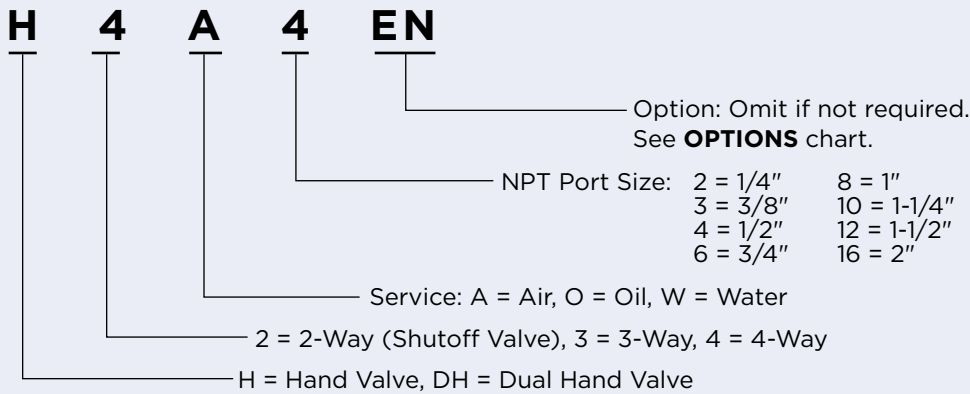 H 4 A 4 EN
Option: Omit if not required.
See OPTIONS chart.
NPT Port Size: 2 = 1/4" 8 = 1"
3 = 3/8" 10 = 1-1/4"
4 = 1/2" 12 = 1-1/2"
6 = 3/4" 16 = 2"
Service: A = Air, O = Oil, W = Water
2 = 2-Way (Shutoff Valve), 3 = 3-Way, 4 = 4-Way
H = Hand Valve, DH = Dual Hand Valve